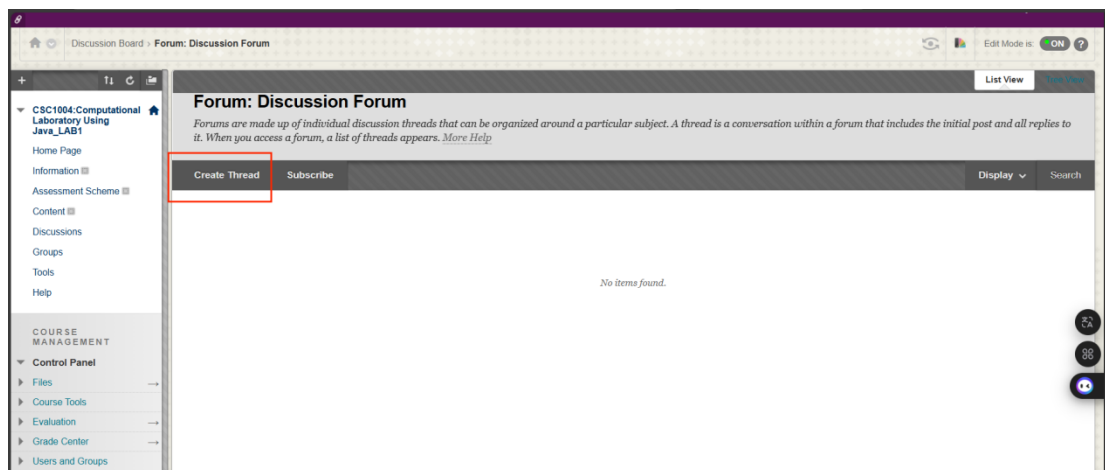 Discussion Board > Forum: Discussion Forum
Edit Mode is: ON ?
List View
Forum: Discussion Forum
Forums are made up of individual discussion threads that can be organized around a particular subject. A thread is a conversation within a forum that includes the initial post and all replies to
it. When you access a forum, a list of threads appears. More Help
Create Thread Subscribe Display Search
No items found.
CSC1004:Computational
Laboratory Using
Java_LAB1
Home Page
Information
Assessment Scheme
Content
Discussions
Groups
Tools
Help
COURSE
MANAGEMENT
Control Panel
Files
Course Tools
Evaluation
Grade Center
Users and Groups